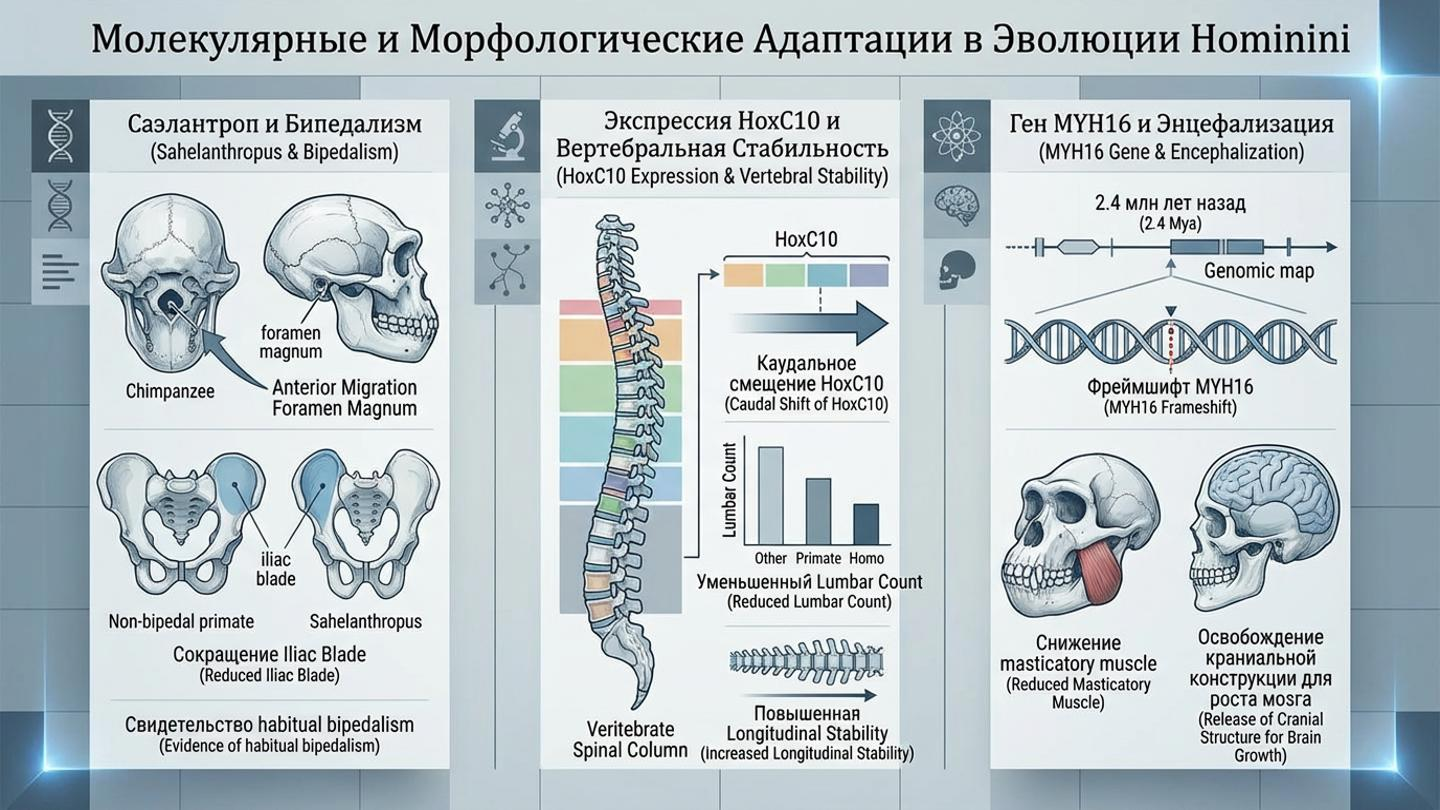 Молекулярные и Морфологические Адаптации в Эволюции Hominini
Саэлантроп и Бипедализм
(Sahelanthropus & Bipedalism)
foramen
magnum
Chimpanzee
Anterior Migration
Foramen Magnum
iliac
blade
Non-bipedal primate
Sahelanthropus
Сокращение Iliac Blade
(Reduced Iliac Blade)
Свидетельство habitual bipedalism
(Evidence of habitual bipedalism)
Экспрессия HoxC10 и
Вертебральная Стабильность
(HoxC10 Expression & Vertebral Stability)
HoxC10
Каудальное
смещение HoxC10
(Caudal Shift of HoxC10)
Lumbar Count
Other Primate Homo
Уменьшенный Lumbar Count
(Reduced Lumbar Count)
Повышенная
Longitudinal Stability
(Increased Longitudinal Stability)
Veritebrate
Spinal Column
Ген MYH16 и Энцефализация
(MYH16 Gene & Encephalization)
2.4 млн лет назад
(2.4 Mya)
Genomic map
Фреймшифт MYH16
(MYH16 Frameshift)
Снижение
masticatory muscle
(Reduced Masticatory
Muscle)
Освобождение
краниальной
конструкции для
роста мозга
(Release of Cranial
Structure for Brain
Growth)